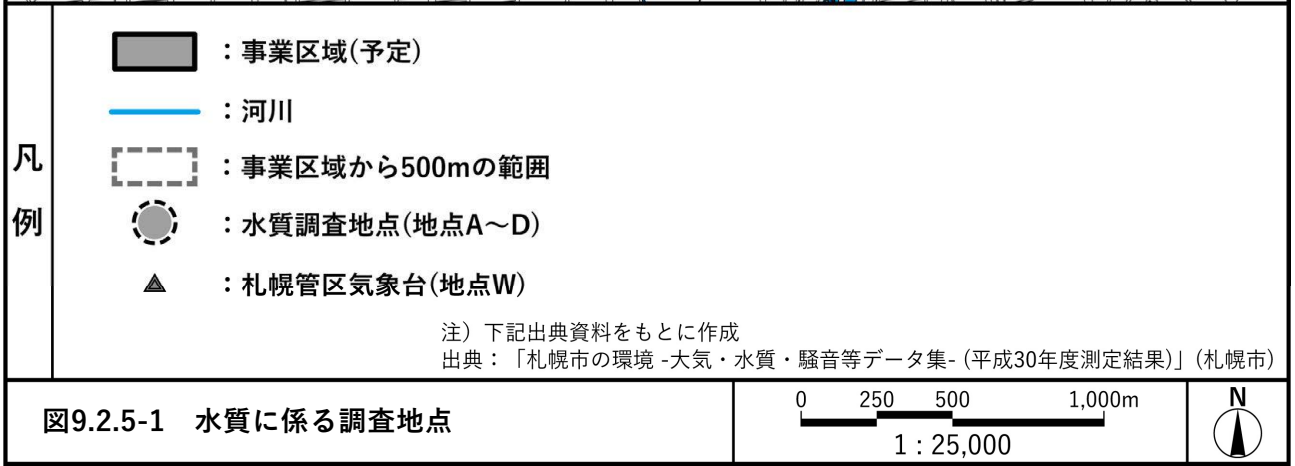 凡例
：事業区域(予定)
：河川
：事業区域から500mの範囲
：水質調査地点(地点A～D)
：札幌管区気象台(地点W)
注）下記出典資料をもとに作成
出典：「札幌市の環境 -大気・水質・騒音等データ集- (平成30年度測定結果)」(札幌市)
図9.2.5-1　水質に係る調査地点
0 250 500 1,000m
1：25,000
N